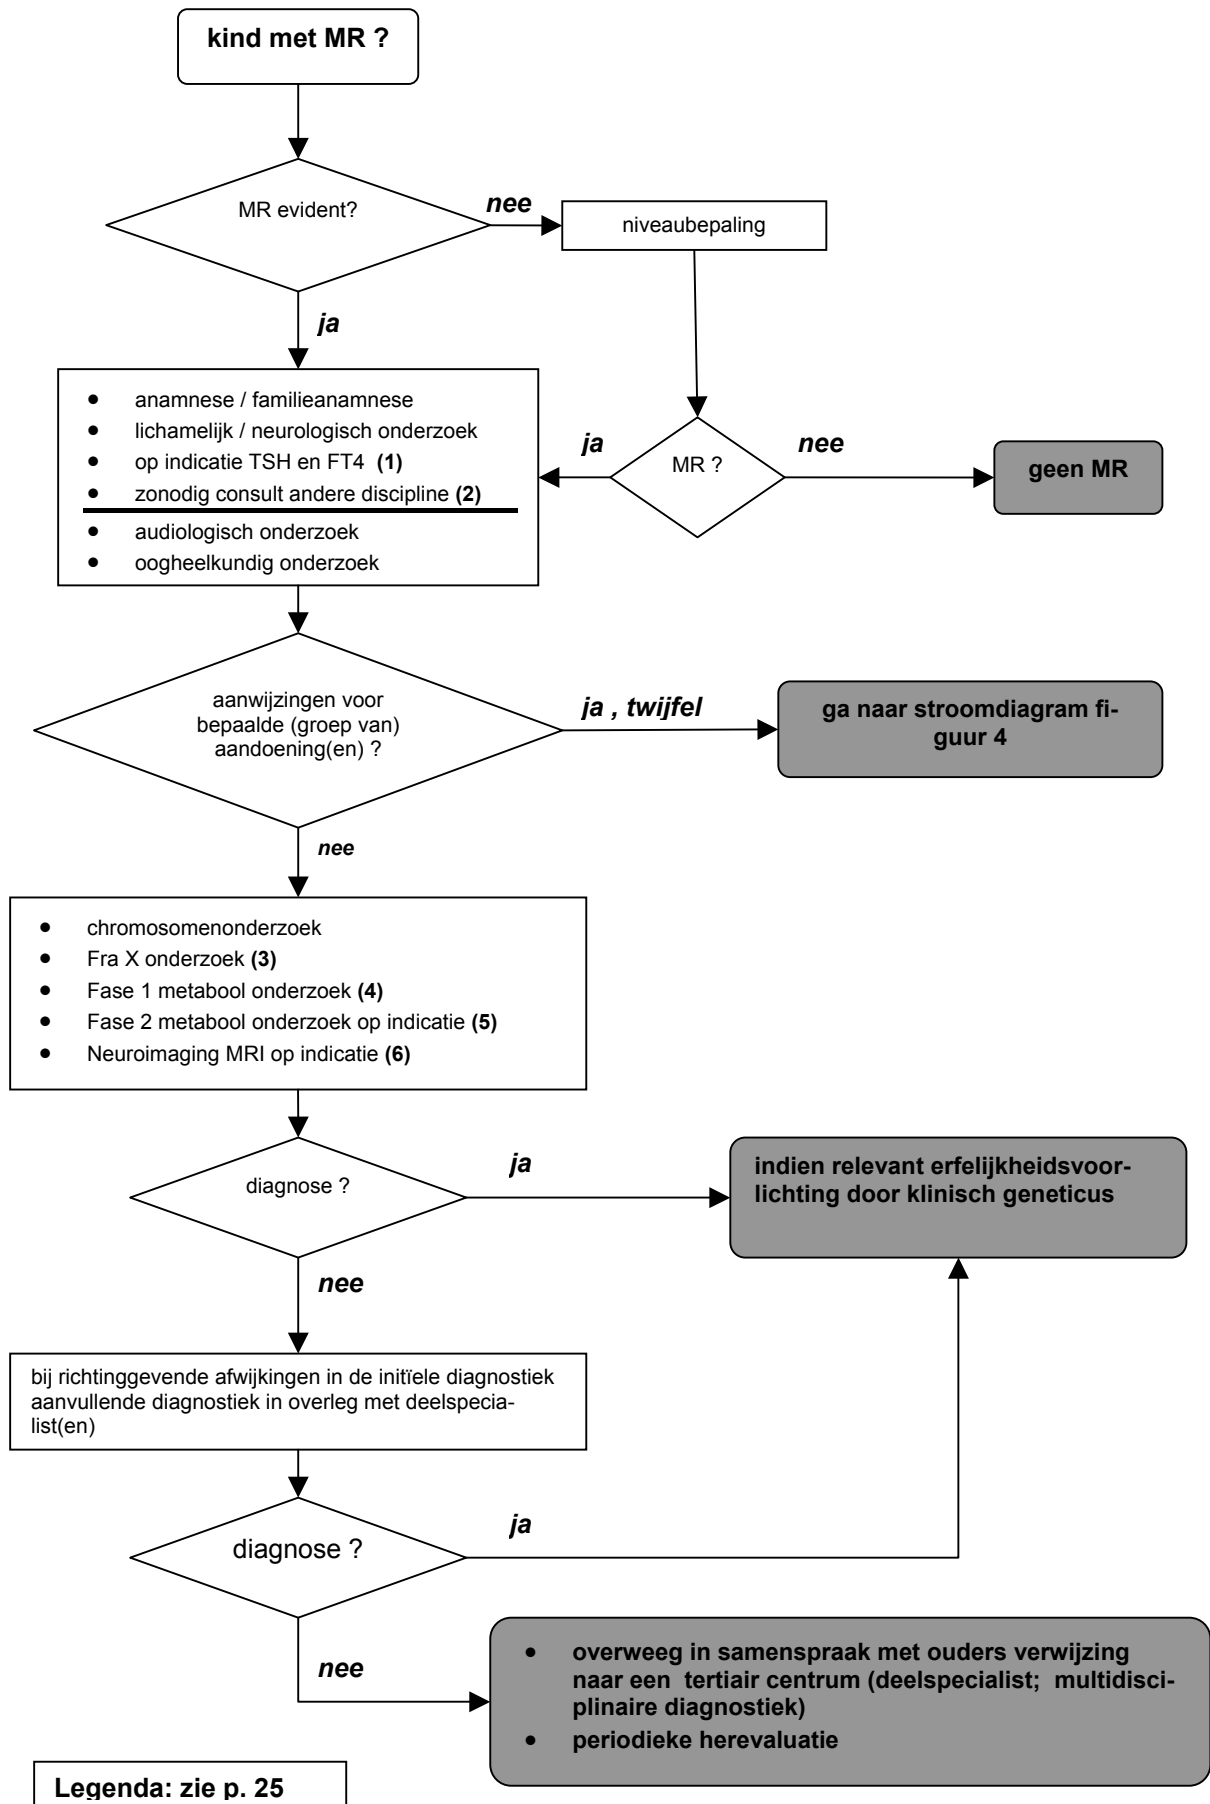 kind met MR ?
MR evident?
nee
niveaubepaling
ja
• anamnese / familieanamnese
• lichamelijk / neurologisch onderzoek
• op indicatie TSH en FT4 (1)
• zonodig consult andere discipline (2)
• audiologisch onderzoek
• oogheelkundig onderzoek
ja
MR ?
nee
geen MR
aanwijzingen voor
bepaalde (groep van)
aandoening(en) ?
ja , twijfel
ga naar stroomdiagram fi-
guur 4
nee
• chromosomenonderzoek
• Fra X onderzoek (3)
• Fase 1 metabool onderzoek (4)
• Fase 2 metabool onderzoek op indicatie (5)
• Neuroimaging MRI op indicatie (6)
diagnose ?
ja
indien relevant erfelijkheidsvoor-
lichting door klinisch geneticus
nee
bij richtinggevende afwijkingen in de initïele diagnostiek
aanvullende diagnostiek in overleg met deelspecia-
list(en)
diagnose ?
ja
nee
• overweeg in samenspraak met ouders verwijzing
naar een tertiair centrum (deelspecialist; multidisci-
plinaire diagnostiek)
• periodieke herevaluatie
Legenda: zie p. 25